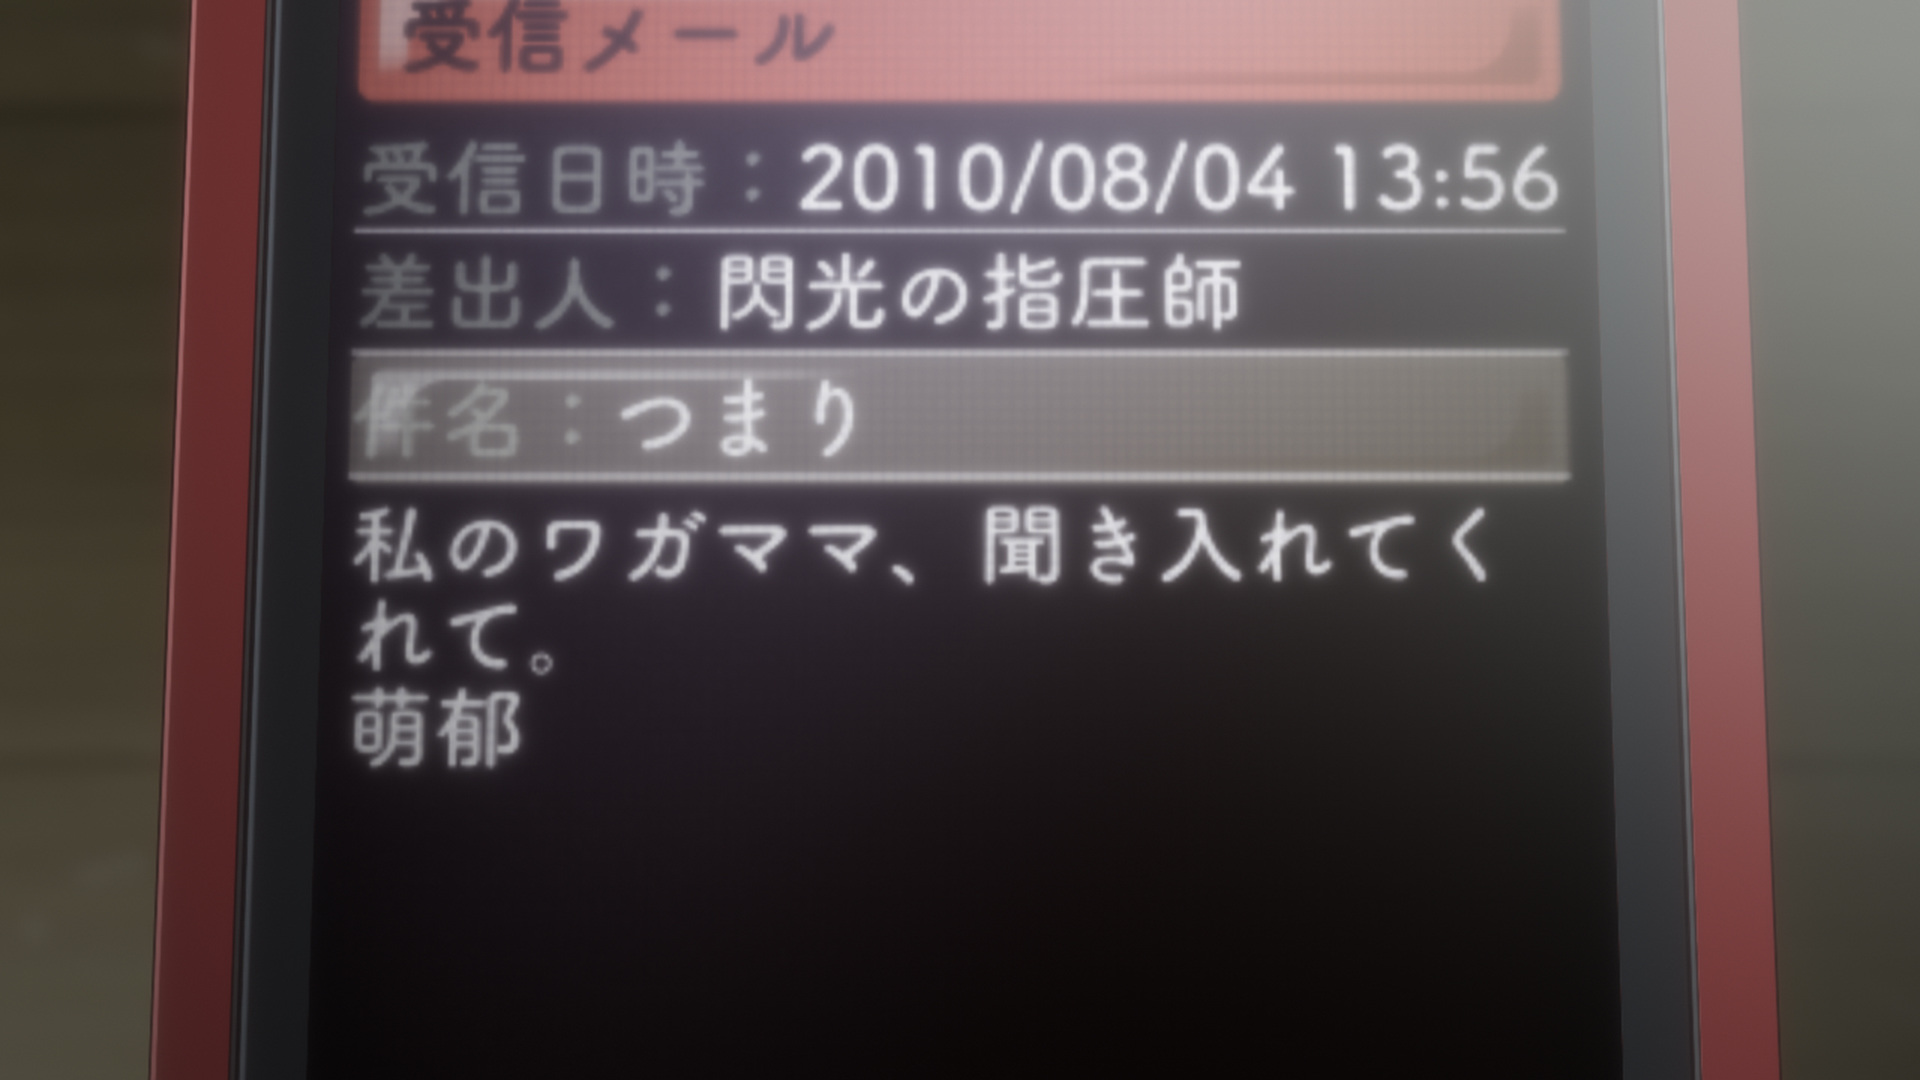 受信メール
受信日時：2010/08/04 13:56
差出人：閃光の指圧師
件名：つまり
私のワガママ、聞き入れてく
れて。
萌郁